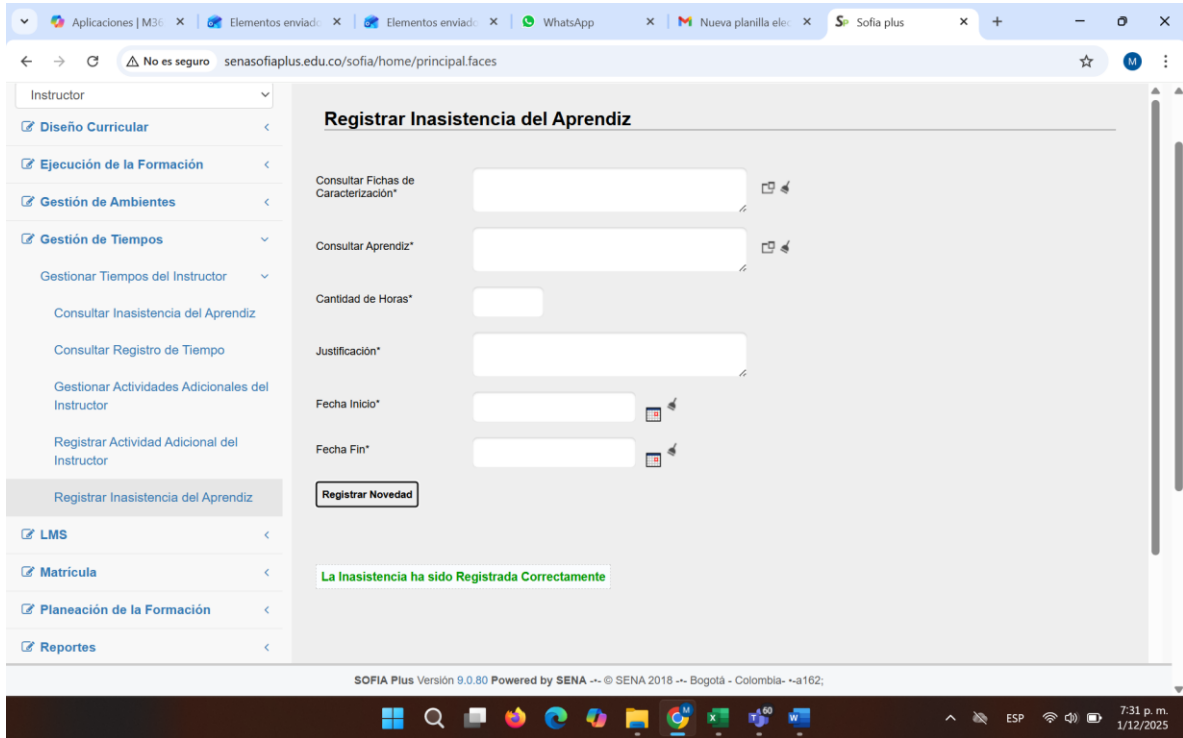 Aplicaciones | M36
Elementos enviado
Elementos enviado
WhatsApp
Nueva planilla elec
Sofia plus
No es seguro senasofiaplus.edu.co/sofia/home/principal.faces
M
Instructor
Diseño Curricular
Ejecución de la Formación
Gestión de Ambientes
Gestión de Tiempos
Gestionar Tiempos del Instructor
Consultar Inasistencia del Aprendiz
Consultar Registro de Tiempo
Gestionar Actividades Adicionales del
Instructor
Registrar Actividad Adicional del
Instructor
Registrar Inasistencia del Aprendiz
LMS
Matrícula
Planeación de la Formación
Reportes
Registrar Inasistencia del Aprendiz
Consultar Fichas de
Caracterización*
Consultar Aprendiz*
Cantidad de Horas*
Justificación*
Fecha Inicio*
Fecha Fin*
Registrar Novedad
La Inasistencia ha sido Registrada Correctamente
SOFIA Plus Versión 9.0.80 Powered by SENA -•- © SENA 2018 -•- Bogotá - Colombia- -•-a162;
60
ESP
7:31 p. m.
1/12/2025